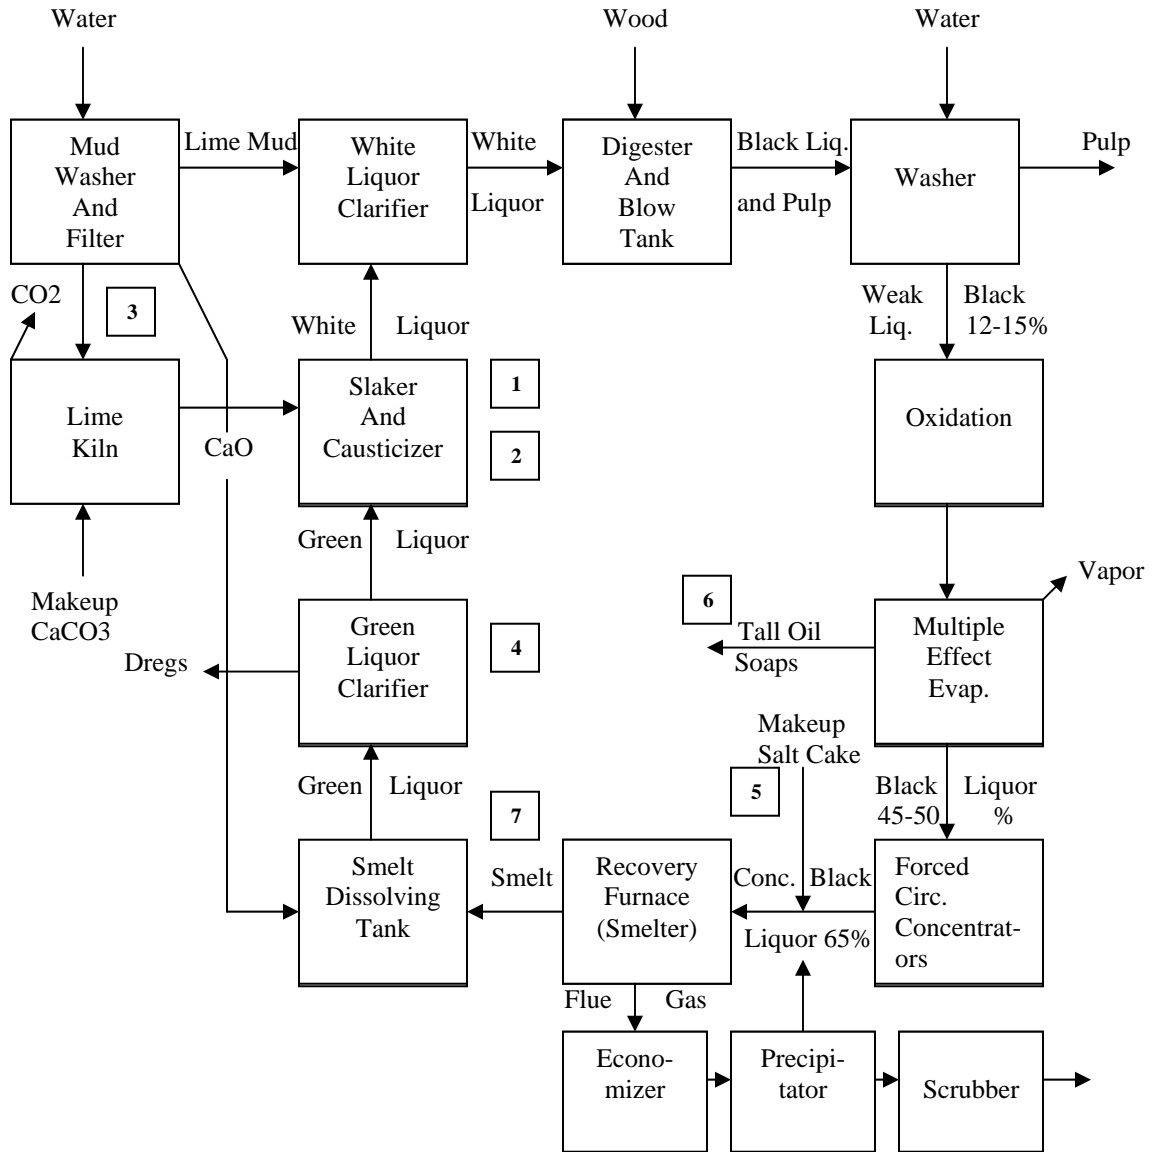 Water
Wood
Water
Mud
Washer
And
Filter
Lime Mud
White
Liquor
Clarifier
White
Liquor
Digester
And
Blow
Tank
Black Liq.
and Pulp
Washer
Pulp
CO2
3
White Liquor
Weak Black
Liq. 12-15%
Lime
Kiln
CaO
Slaker
And
Causticizer
1
2
Oxidation
Green Liquor
Makeup
CaCO3
Dregs
Green
Liquor
Clarifier
4
6
Tall Oil
Soaps
Multiple
Effect
Evap.
Vapor
Makeup
Salt Cake
5
Green Liquor
7
Black Liquor
45-50 %
Smelt
Dissolving
Tank
Smelt
Recovery
Furnace
(Smelter)
Conc. Black
Liquor 65%
Forced
Circ.
Concentrat-
ors
Flue Gas
Econo-
mizer
Precipi-
tator
Scrubber